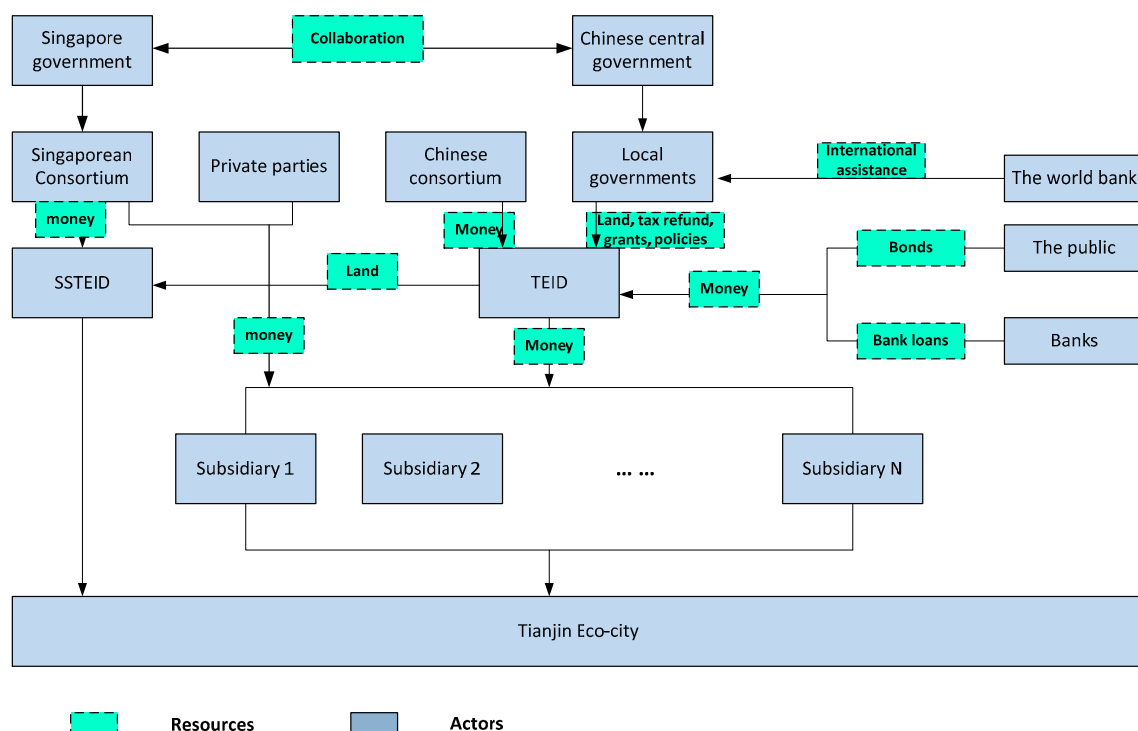 Singapore
government
Collaboration
Chinese central
government
Singaporean
Consortium
Private parties
Chinese
consortium
Local
governments
International
assistance
The world bank
money
Money
Land, tax refund,
grants, policies
SSTEID
Land
TEID
Money
Bonds
The public
money
Money
Bank loans
Banks
Subsidiary 1
Subsidiary 2
... ...
Subsidiary N
Tianjin Eco-city
Resources
Actors